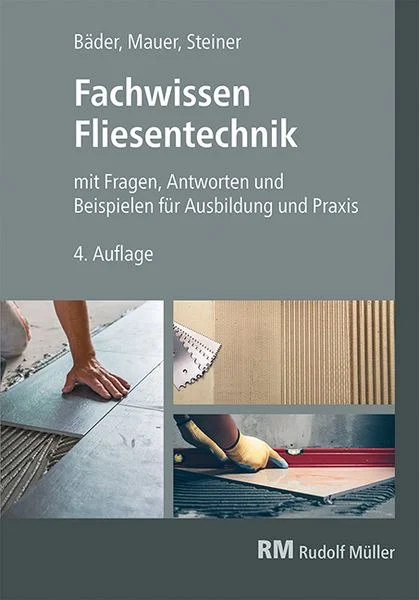 Bäder, Mauer, Steiner
Fachwissen
Fliesentechnik
mit Fragen, Antworten und
Beispielen für Ausbildung und Praxis
4. Auflage
RM Rudolf Müller